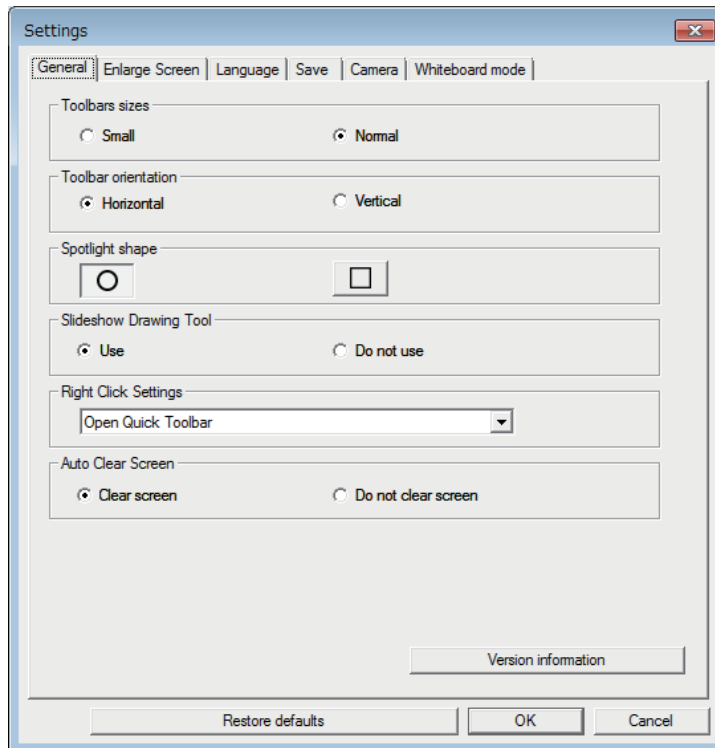 Settings
General Enlarge Screen Language Save Camera Whiteboard mode
Toolbars sizes
Small Normal
Toolbar orientation
Horizontal Vertical
Spotlight shape
Slideshow Drawing Tool
Use Do not use
Right Click Settings
Open Quick Toolbar
Auto Clear Screen
Clear screen Do not clear screen
Version information
Restore defaults OK Cancel